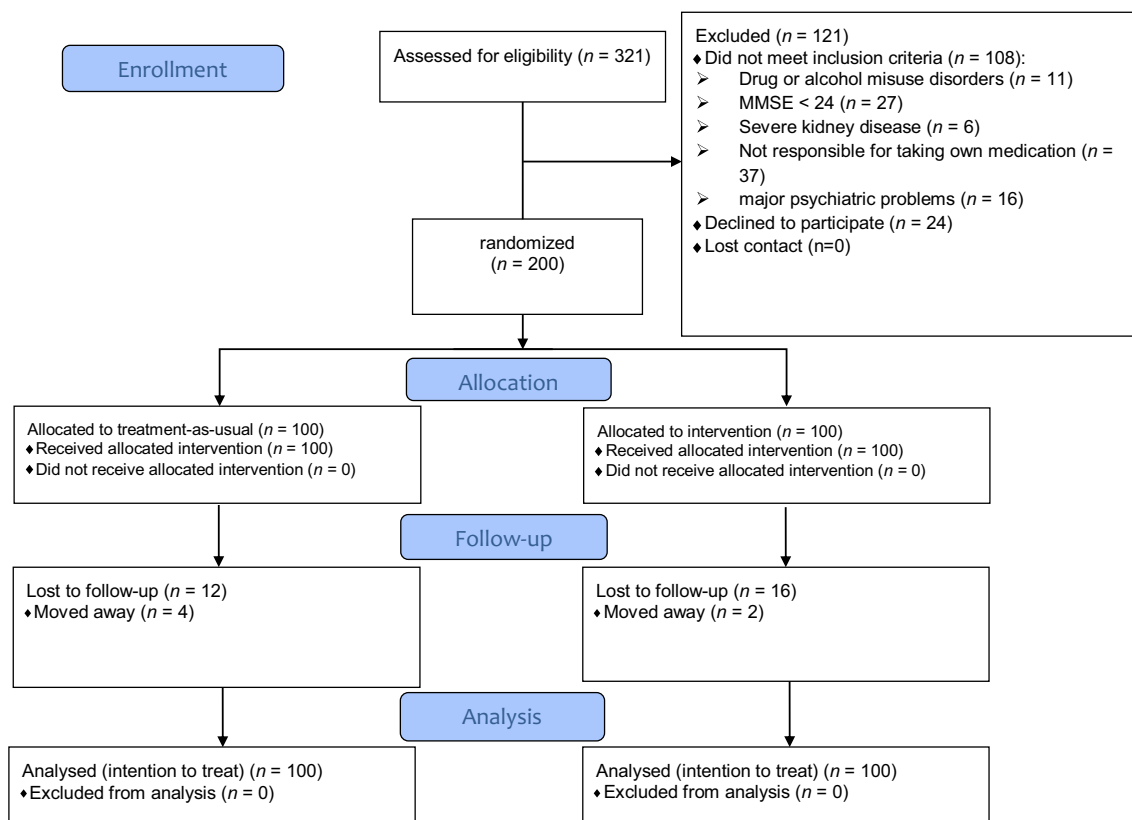 Enrollment
Assessed for eligibility (n = 321)
Excluded (n = 121)
♦Did not meet inclusion criteria (n = 108):
➢ Drug or alcohol misuse disorders (n = 11)
➢ MMSE < 24 (n = 27)
➢ Severe kidney disease (n = 6)
➢ Not responsible for taking own medication (n =
37)
➢ major psychiatric problems (n = 16)
♦Declined to participate (n = 24)
♦Lost contact (n=0)
randomized
(n = 200)
Allocation
Allocated to treatment-as-usual (n = 100)
♦Received allocated intervention (n = 100)
♦Did not receive allocated intervention (n = 0)
Allocated to intervention (n = 100)
♦Received allocated intervention (n = 100)
♦Did not receive allocated intervention (n = 0)
Follow-up
Lost to follow-up (n = 12)
♦Moved away (n = 4)
Lost to follow-up (n = 16)
♦Moved away (n = 2)
Analysis
Analysed (intention to treat) (n = 100)
♦Excluded from analysis (n = 0)
Analysed (intention to treat) (n = 100)
♦Excluded from analysis (n = 0)